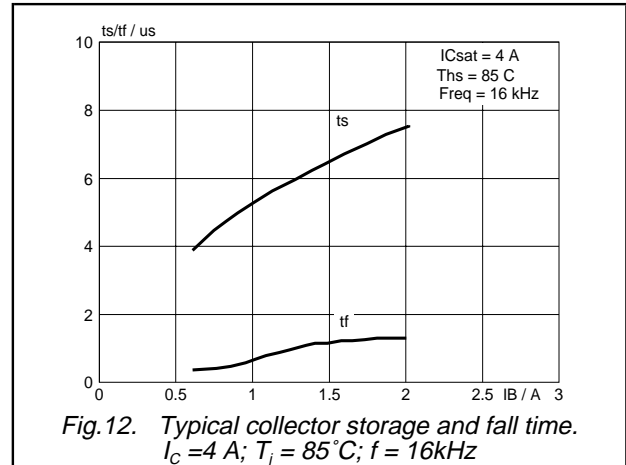 ts/tf / us
10
8
6
4
2
0
ICsat = 4 A
Ths = 85 C
Freq = 16 kHz
ts
tf
0 0.5 1 1.5 2 2.5 IB / A 3
Fig.12. Typical collector storage and fall time.
IC =4 A; Tj = 85˚C; f = 16kHz